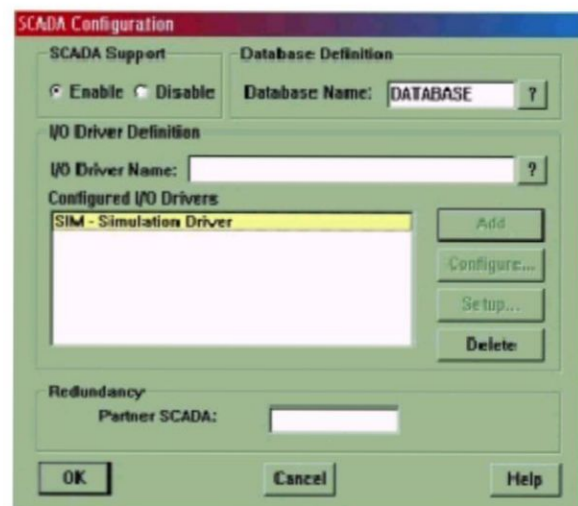 SCADA Configuration
SCADA Support
Database Definition
Enable Disable
Database Name: DATABASE ?
I/O Driver Definition
I/O Driver Name: ?
Configured I/O Drivers
SIM - Simulation Driver
Add
Configure...
Setup...
Delete
Redundancy
Partner SCADA:
OK Cancel Help